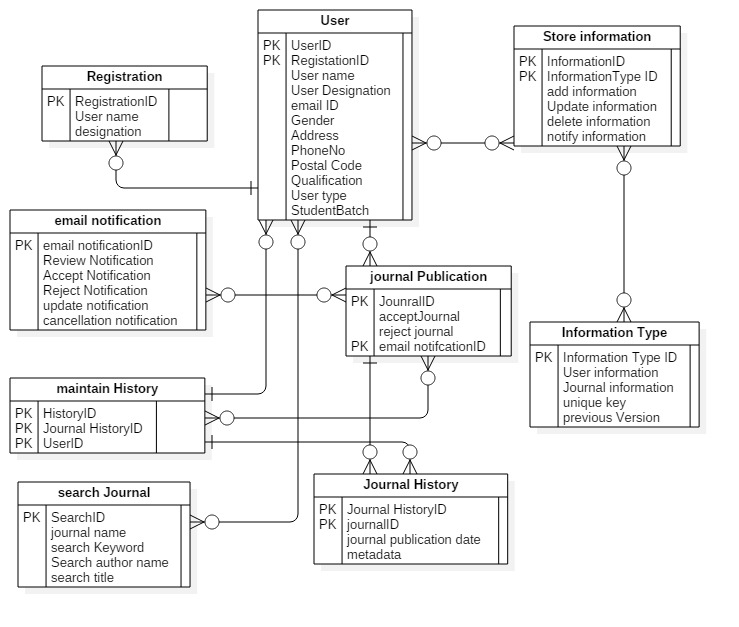 User
PK UserID
PK RegistationID
User name
User Designation
email ID
Gender
Address
PhoneNo
Postal Code
Qualification
User type
StudentBatch
Store information
PK InformationID
PK InformationType ID
add information
Update information
delete information
notify information
Registration
PK RegistrationID
User name
designation
email notification
PK email notificationID
Review Notification
Accept Notification
Reject Notification
update notification
cancellation notification
journal Publication
PK JounralID
acceptJournal
reject journal
PK email notifcationID
Information Type
PK Information Type ID
User information
Journal information
unique key
previous Version
maintain History
PK HistoryID
PK Journal HistoryID
PK UserID
search Journal
PK SearchID
journal name
search Keyword
Search author name
search title
Journal History
PK Journal HistoryID
PK journalID
journal publication date
metadata